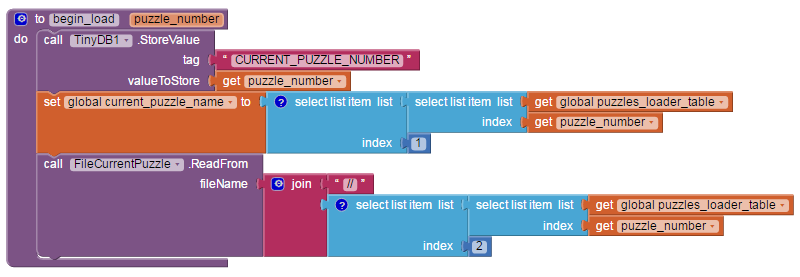 to begin_load puzzle_number
do call TinyDB1 .StoreValue
tag " CURRENT_PUZZLE_NUMBER "
valueToStore get puzzle_number
set global current_puzzle_name to ? select list item list select list item list get global puzzles_loader_table
index get puzzle_number
index 1
call FileCurrentPuzzle .ReadFrom
fileName join " // "
? select list item list select list item list get global puzzles_loader_table
index get puzzle_number
index 2